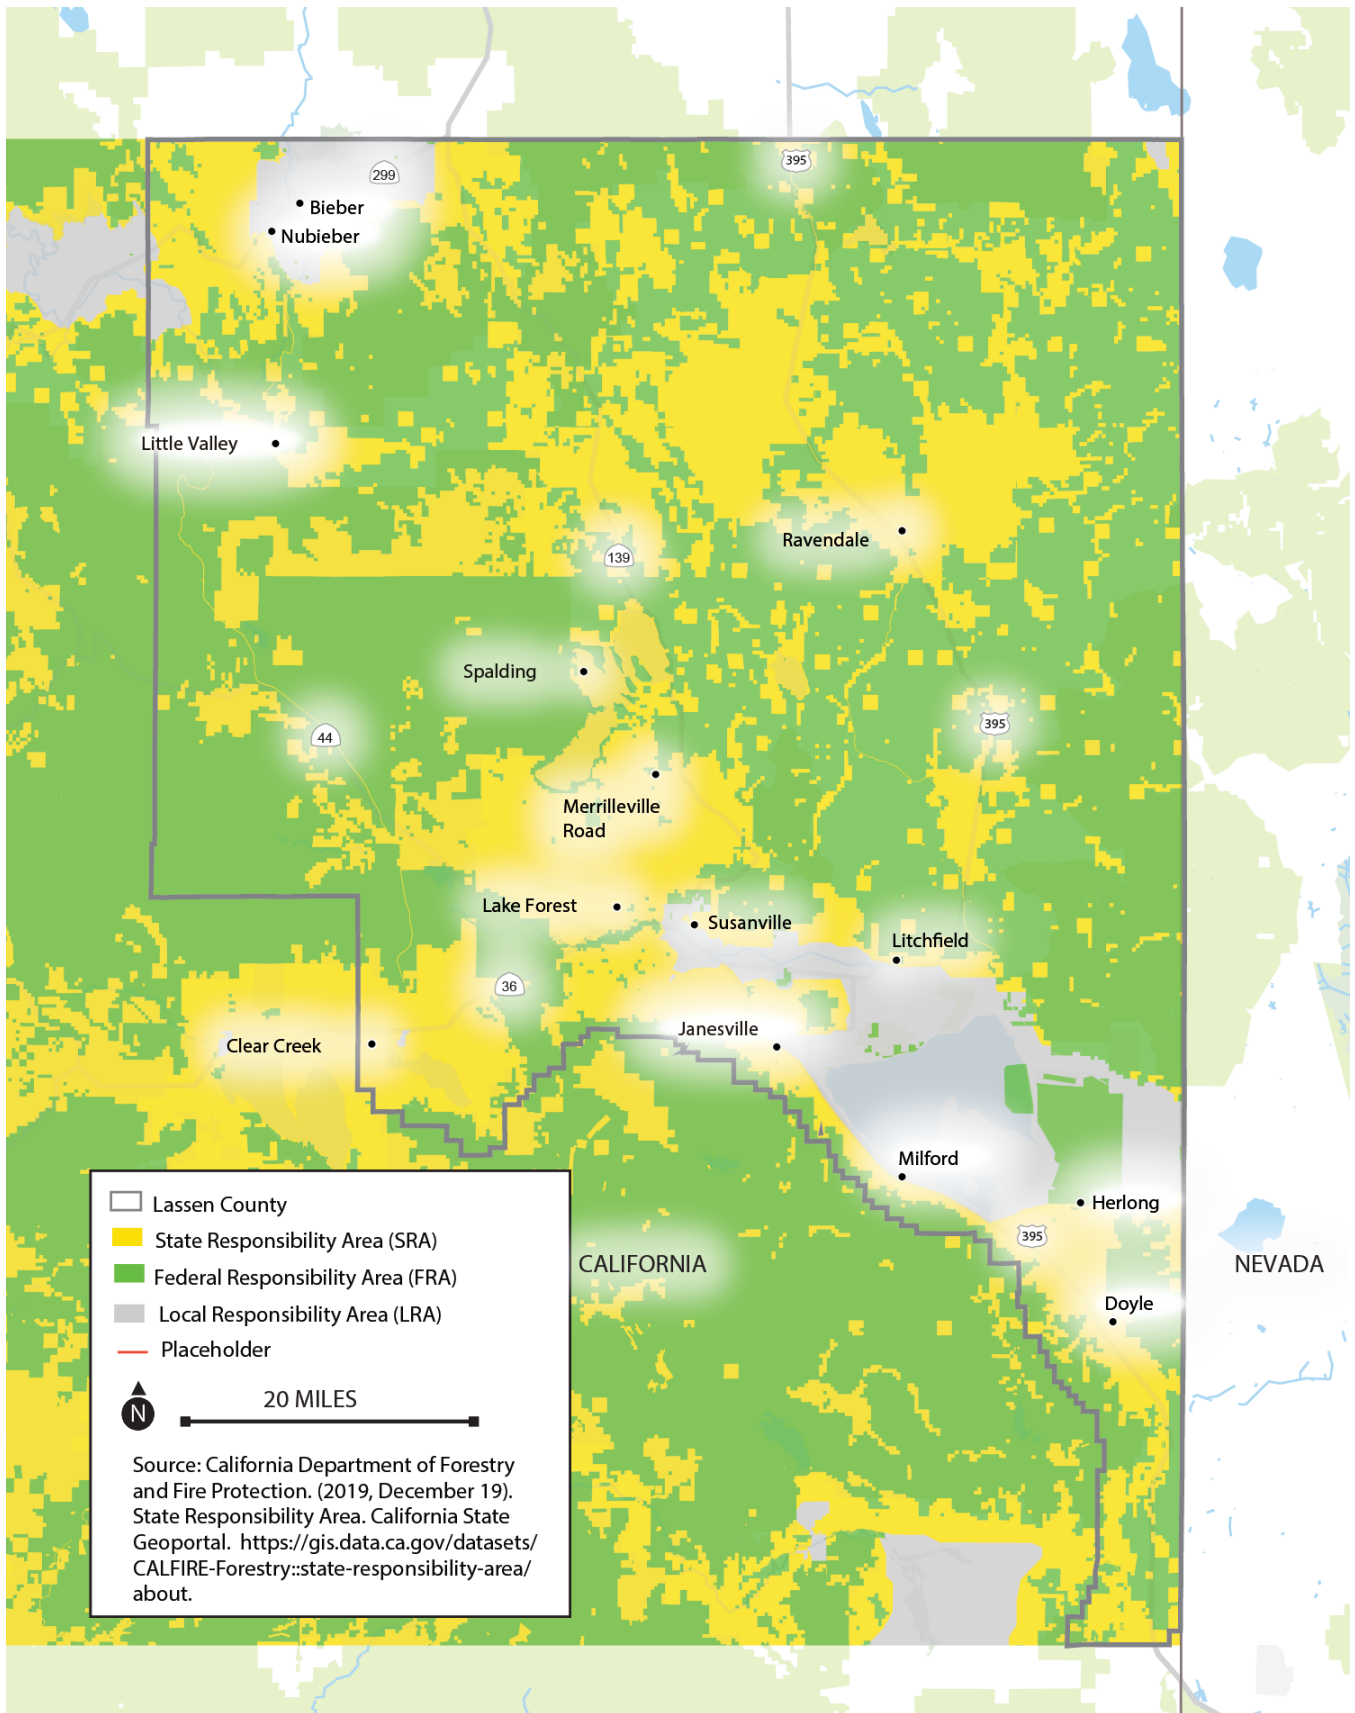 395
299
Bieber
Nubieber
Little Valley
Ravendale
139
Spalding
395
44
Merrilleville
Road
Lake Forest
Susanville
Litchfield
36
Janesville
Clear Creek
Milford
Herlong
395
CALIFORNIA
NEVADA
Doyle
Lassen County
State Responsibility Area (SRA)
Federal Responsibility Area (FRA)
Local Responsibility Area (LRA)
Placeholder
N
20 MILES
Source: California Department of Forestry
and Fire Protection. (2019, December 19).
State Responsibility Area. California State
Geoportal. https://gis.data.ca.gov/datasets/
CALFIRE-Forestry::state-responsibility-area/
about.